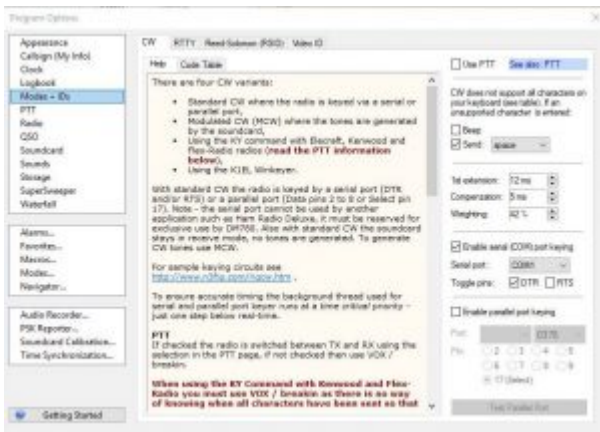 Program Options
Appearance
Callsign (My Info)
Clock
Logbook
Modes + IDs
PTT
Radio
QSO
Soundcard
Sounds
Storage
SuperSweeper
Waterfall
Alarms...
Favorites...
Macros...
Modes...
Navigator...
Audio Recorder...
PSK Reporter...
Soundcard Calibration...
Time Synchronization...
Getting Started
CW RTTY Reed-Solomon (RSID) Video ID
Help Code Table
There are four CW variants:
Standard CW where the radio is keyed via a serial or
parallel port,
Modulated CW (MCW) where the tones are generated
by the soundcard,
Using the KY command with Elecraft, Kenwood and
Flex-Radio radios (read the PTT information
below),
Using the K1EL Winkeyer.
With standard CW the radio is keyed by a serial port (DTR
and/or RTS) or a parallel port (Data pins 2 to 9 or Select pin
17). Note - the serial port cannot be used by another
application such as Ham Radio Deluxe, it must be reserved for
exclusive use by DM780. Also with standard CW the soundcard
stays in receive mode, no tones are generated. To generate
CW tones use MCW.
For sample keying circuits see
To ensure accurate timing the background thread used for
serial and parallel port keyer runs at a time critical priority -
just one step below real-time.
PTT
If checked the radio is switched between TX and RX using the
selection in the PTT page, if not checked then use VOX /
breakin.
When using the KY Command with Kenwood and Flex-
Radio you must use VOX / breakin as there is no way
of knowing when all characters have been sent so that
Use PTT See also: PTT
CW does not support all characters on
your keyboard (see table). If an
unsupported character is entered:
Beep
Send: space
1st extension: 12 ms
Compensation: 5 ms
Weighting: 42 %
Enable serial (COM) port keying
Serial port: COM1
Toggle pins: DTR RTS
Enable parallel port keying
Port: 0378
Pin: 2 3 4 5
6 7 8 9
17 (Select)
Test Parallel Port